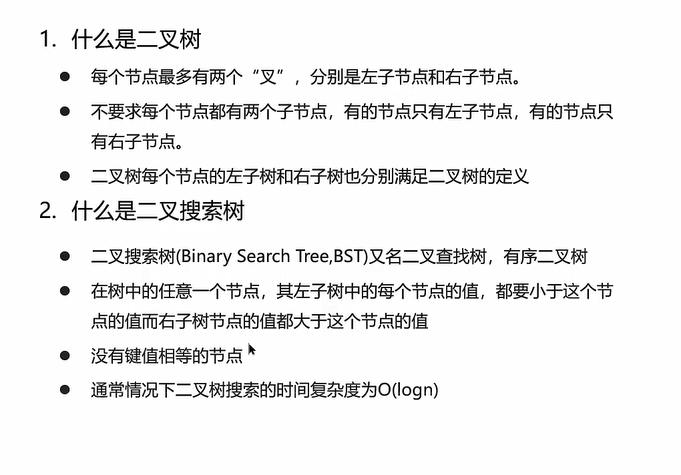 1. 什么是二叉树
● 每个节点最多有两个“叉”，分别是左子节点和右子节点。
● 不要求每个节点都有两个子节点，有的节点只有左子节点，有的节点只
有右子节点。
● 二叉树每个节点的左子树和右子树也分别满足二叉树的定义
2. 什么是二叉搜索树
● 二叉搜索树(Binary Search Tree,BST)又名二叉查找树，有序二叉树
● 在树中的任意一个节点，其左子树中的每个节点的值，都要小于这个节
点的值而右子树节点的值都大于这个节点的值
● 没有键值相等的节点
● 通常情况下二叉树搜索的时间复杂度为O(logn)